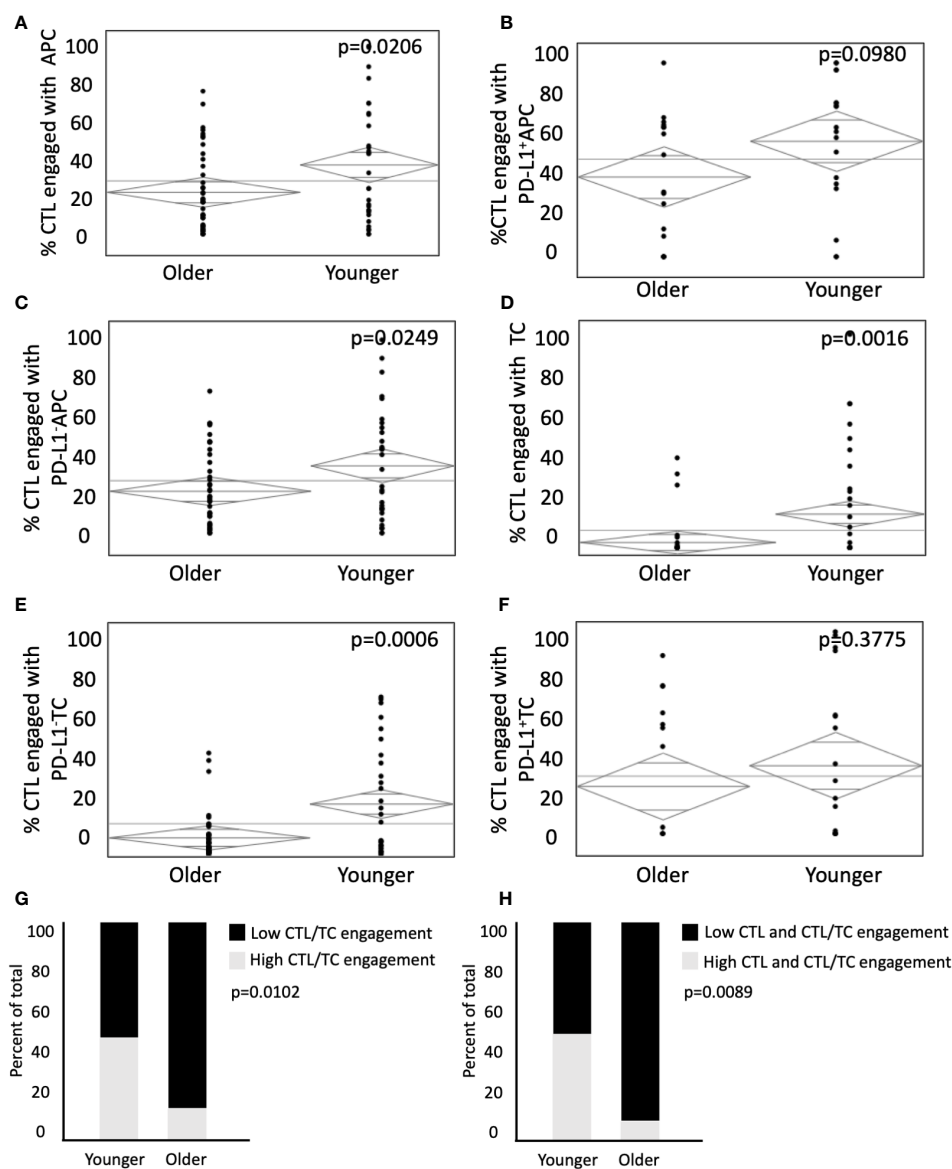 A
% CTL engaged with APC
100
80
60
40
20
0
p=0.0206
Older
Younger
B
%CTL engaged with
PD-L1⁺APC
100
80
60
40
20
0
p=0.0980
Older
Younger
C
% CTL engaged with
PD-L1⁻APC
100
80
60
40
20
0
p=0.0249
Older
Younger
D
% CTL engaged with TC
100
80
60
40
20
0
p=0.0016
Older
Younger
E
% CTL engaged with
PD-L1⁻TC
100
80
60
40
20
0
p=0.0006
Older
Younger
F
% CTL engaged with
PD-L1⁺TC
100
80
60
40
20
0
p=0.3775
Older
Younger
G
Percent of total
100
80
60
40
20
0
Low CTL/TC engagement
High CTL/TC engagement
p=0.0102
Younger
Older
H
Percent of total
100
80
60
40
20
0
Low CTL and CTL/TC engagement
High CTL and CTL/TC engagement
p=0.0089
Younger
Older